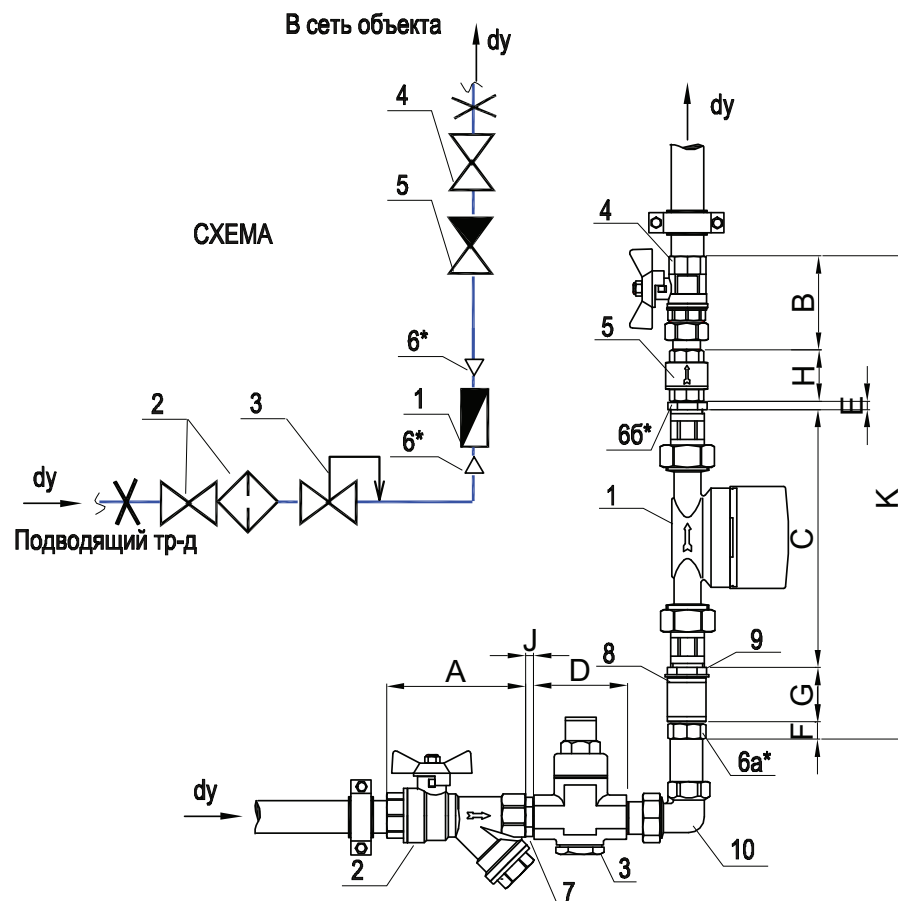 В сеть объекта
dy
4
5
СХЕМА
6*
1
6*
2
3
dy
Подводящий тр-д
dy
4
B
5
H
E
6б*
1
C
K
J
A
D
8
9
G
F
6а*
dy
2
7
3
10